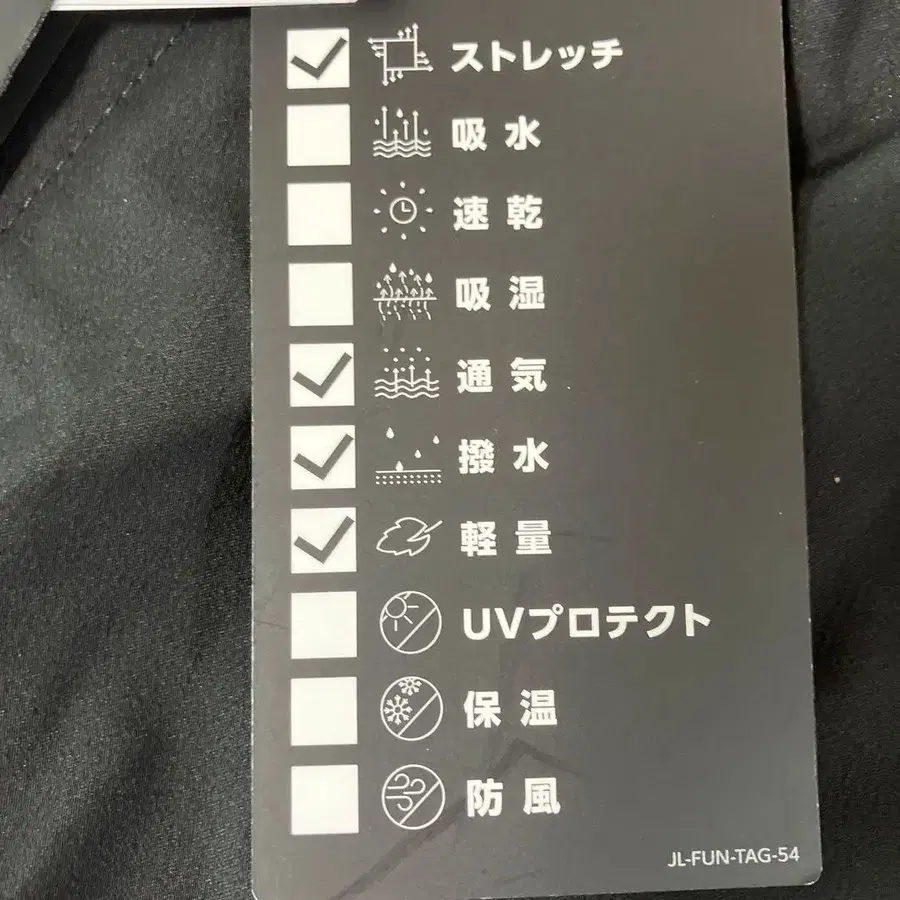 ストレッチ
吸水
速乾
吸湿
通気
撥水
軽量
UVプロテクト
保温
防風
JL-FUN-TAG-54